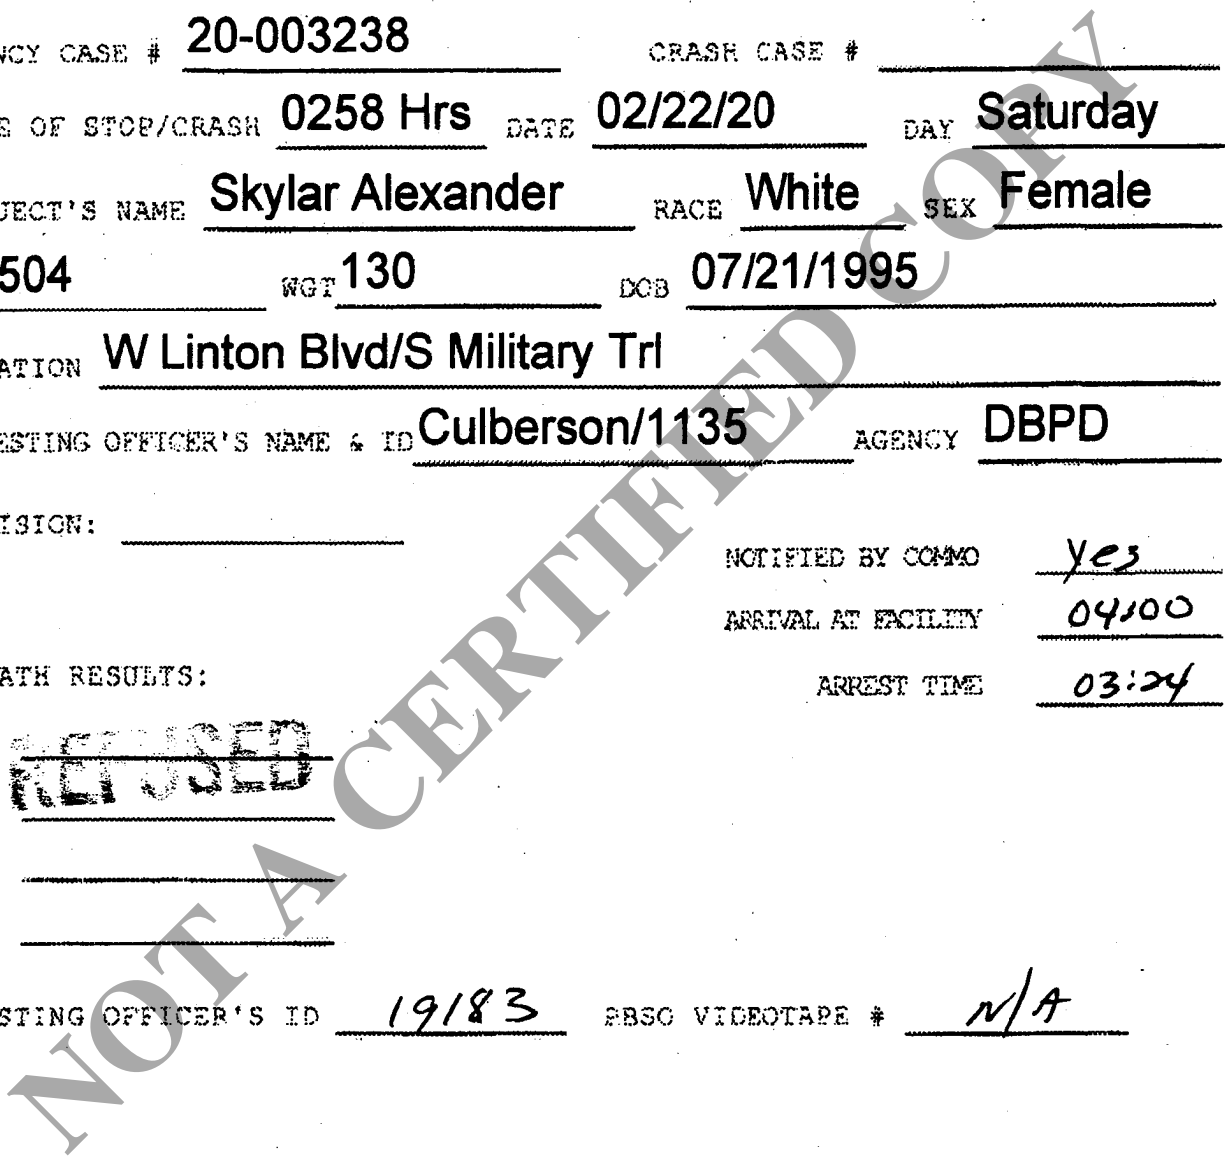 NCY CASE # 20-003238 CRASH CASE #
E OF STOP/CRASH 0258 Hrs DATE 02/22/20 DAY Saturday
JECT'S NAME Skylar Alexander RACE White SEX Female
504 WGT 130 DOB 07/21/1995
ATION W Linton Blvd/S Military Trl
ESTING OFFICER'S NAME & ID Culberson/1135 AGENCY DBPD
ISION:
NOTIFIED BY COMMO yes
ARRIVAL AT FACILITY 04:00
ATH RESULTS:
ARREST TIME 03:24
REFUSED
STING OFFICER'S ID 19183 PBSO VIDEOTAPE # N/A
NOT A CERTIFIED COPY